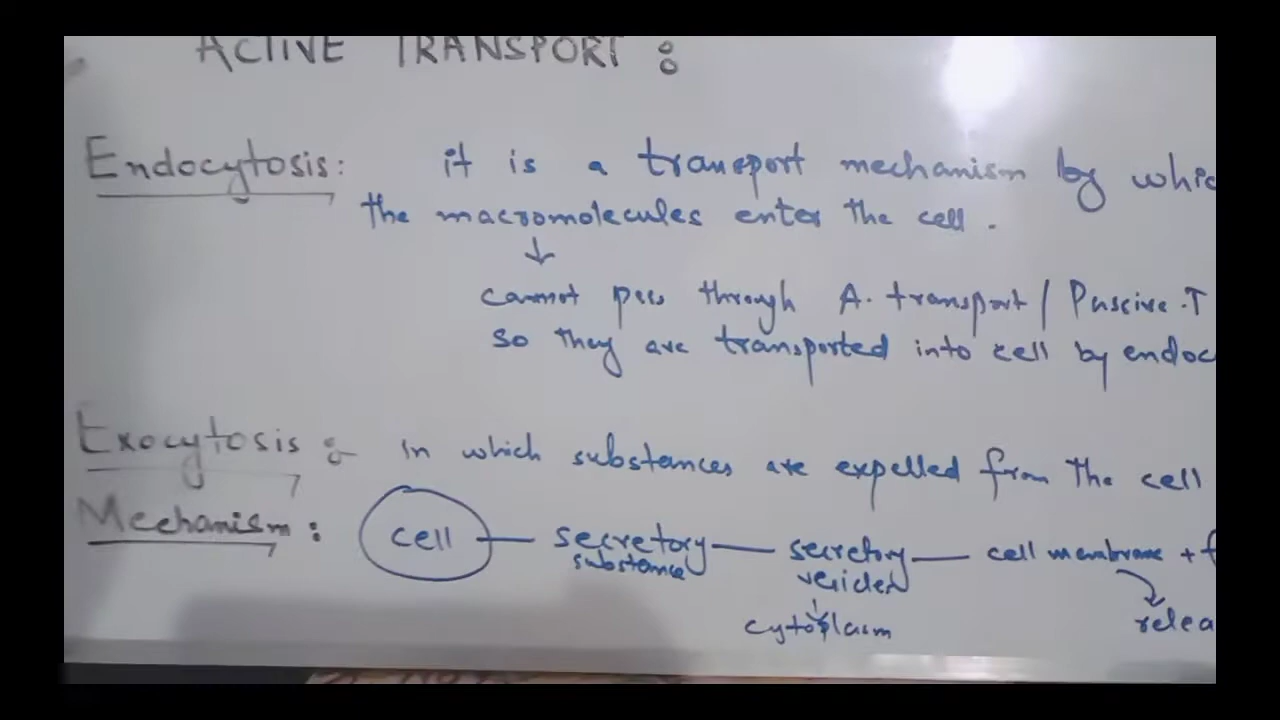 ACTIVE TRANSPORT :
Endocytosis: it is a transport mechanism by whic
the macromolecules enter the cell.
↓
cannot pass through A. transport / Passive.T
so they are transported into cell by endoc
Exocytosis :- in which substances are expelled from the cell
Mechanism: cell — secretory substance — secretory vesicles — cell membrane + f
cytoplasm
relea